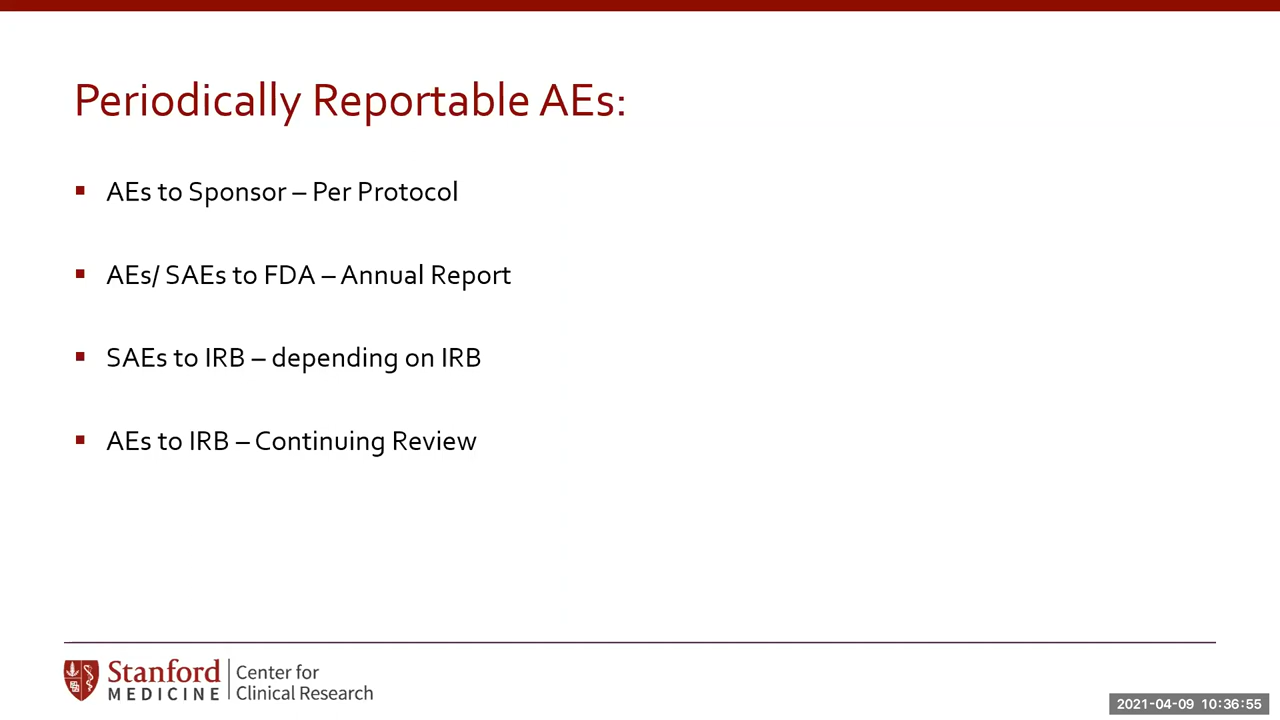 Periodically Reportable AEs:
AEs to Sponsor – Per Protocol
AEs/ SAEs to FDA – Annual Report
SAEs to IRB – depending on IRB
AEs to IRB – Continuing Review
Stanford
MEDICINE
Center for
Clinical Research
2021-04-09 10:36:55